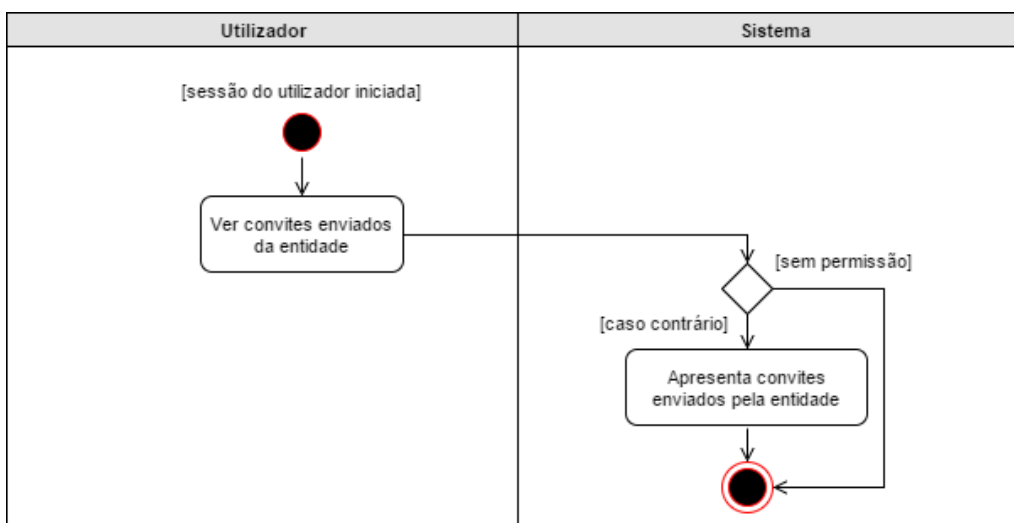 Utilizador
Sistema
[sessão do utilizador iniciada]
Ver convites enviados
da entidade
[sem permissão]
[caso contrário]
Apresenta convites
enviados pela entidade